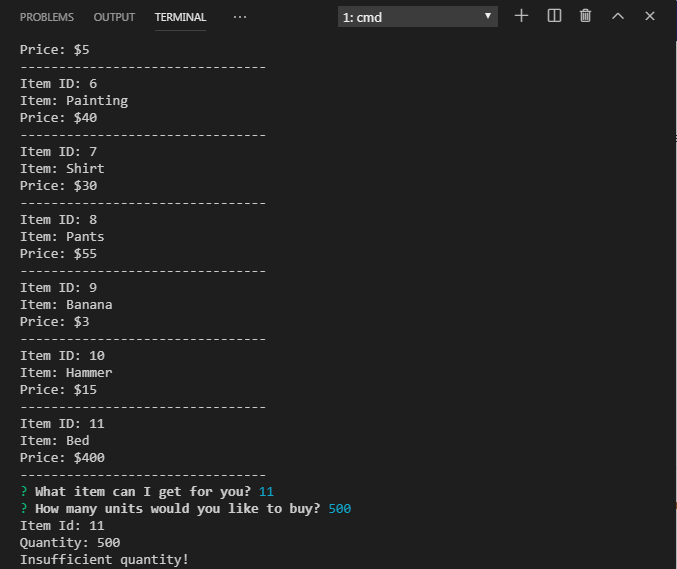 PROBLEMS OUTPUT TERMINAL ··· 1: cmd
Price: $5
--------------------------------
Item ID: 6
Item: Painting
Price: $40
--------------------------------
Item ID: 7
Item: Shirt
Price: $30
--------------------------------
Item ID: 8
Item: Pants
Price: $55
--------------------------------
Item ID: 9
Item: Banana
Price: $3
--------------------------------
Item ID: 10
Item: Hammer
Price: $15
--------------------------------
Item ID: 11
Item: Bed
Price: $400
--------------------------------
? What item can I get for you? 11
? How many units would you like to buy? 500
Item Id: 11
Quantity: 500
Insufficient quantity!